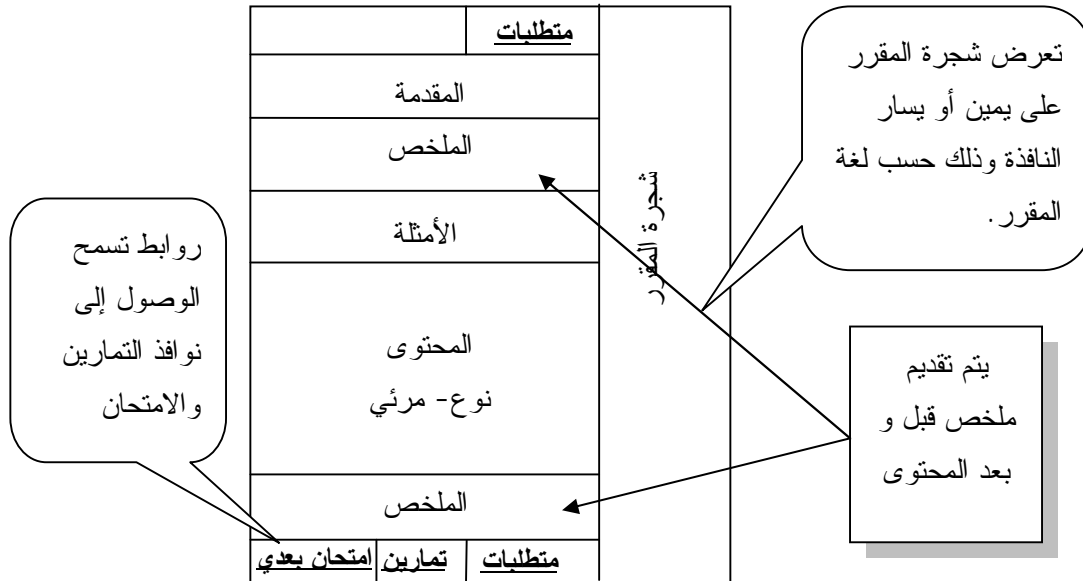 متطلبات
المقدمة
الملخص
الأمثلة
المحتوى
نوع- مرئي
الملخص
متطلبات
تمارين
امتحان بعدي
شجرة المقرر
تعرض شجرة المقرر
على يمين أو يسار
النافذة وذلك حسب لغة
المقرر.
روابط تسمح
الوصول إلى
نوافذ التمارين
والامتحان
يتم تقديم
ملخص قبل و
بعد المحتوى